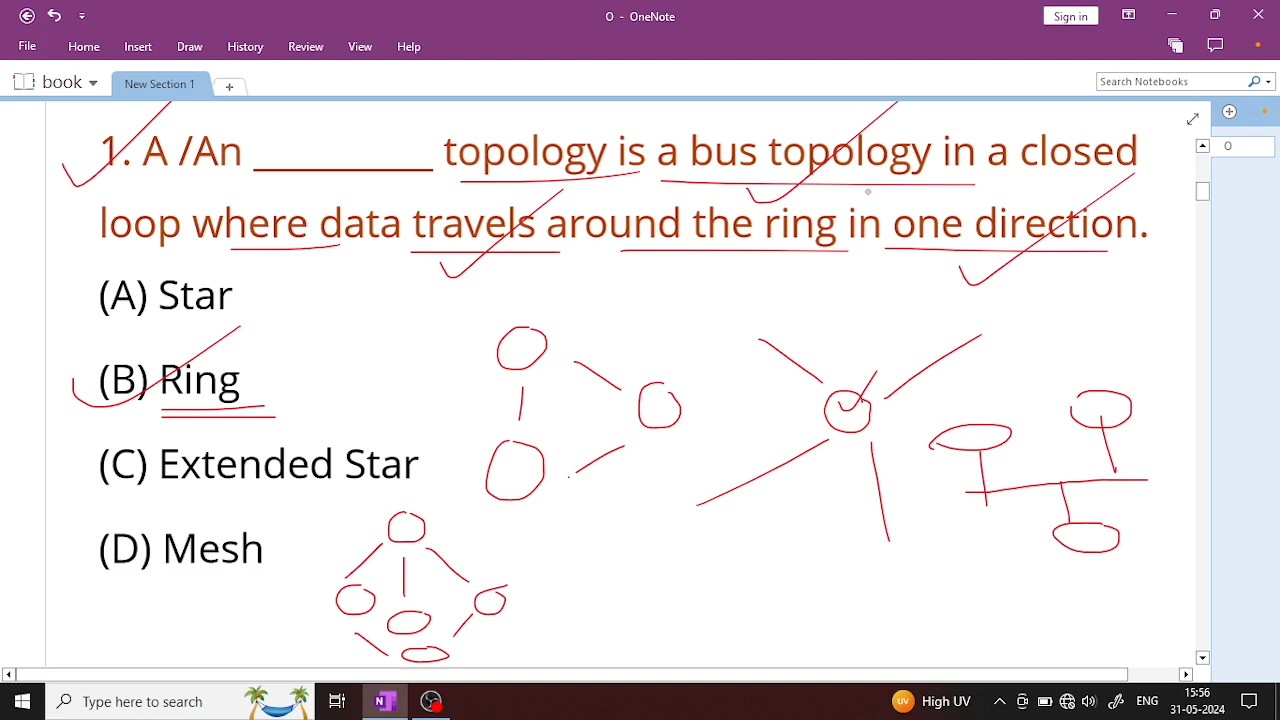 O - OneNote
Sign in
File Home Insert Draw History Review View Help
book New Section 1 +
Search Notebooks
1. A /An ________ topology is a bus topology in a closed
loop where data travels around the ring in one direction.
(A) Star
(B) Ring
(C) Extended Star
(D) Mesh
O
Type here to search
N
UV High UV
ENG
15:56
31-05-2024